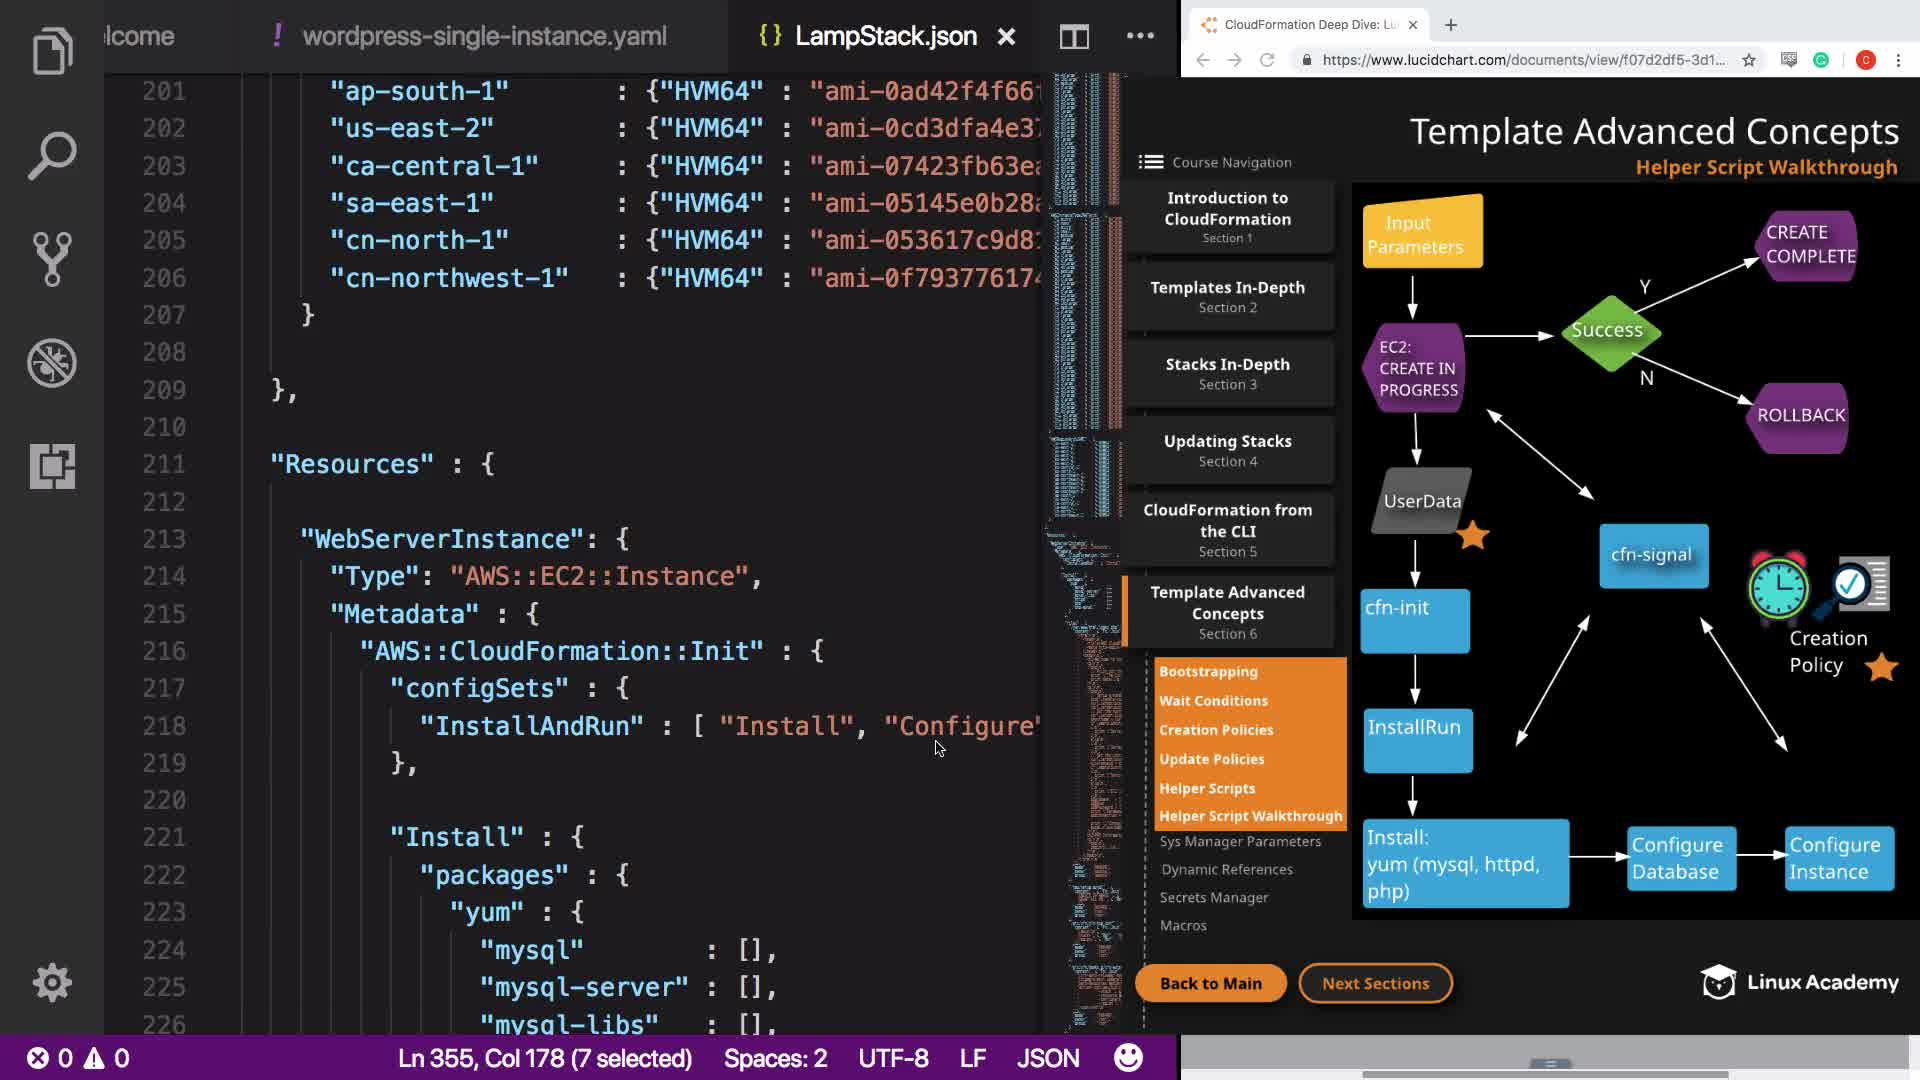 lcome
! wordpress-single-instance.yaml
{} LampStack.json
201 "ap-south-1" : {"HVM64" : "ami-0ad42f4f66
202 "us-east-2" : {"HVM64" : "ami-0cd3dfa4e3
203 "ca-central-1" : {"HVM64" : "ami-07423fb63e
204 "sa-east-1" : {"HVM64" : "ami-05145e0b28
205 "cn-north-1" : {"HVM64" : "ami-053617c9d8
206 "cn-northwest-1" : {"HVM64" : "ami-0f793776174
207 }
208
209 },
210
211 "Resources" : {
212
213 "WebServerInstance": {
214 "Type": "AWS::EC2::Instance",
215 "Metadata" : {
216 "AWS::CloudFormation::Init" : {
217 "configSets" : {
218 "InstallAndRun" : [ "Install", "Configure"
219 },
220
221 "Install" : {
222 "packages" : {
223 "yum" : {
224 "mysql" : [],
225 "mysql-server" : [],
226 "mysql-libs" : [],
0 0
Ln 355, Col 178 (7 selected)
Spaces: 2
UTF-8
LF
JSON
CloudFormation Deep Dive: Lu
https://www.lucidchart.com/documents/view/f07d2df5-3d1...
C
Template Advanced Concepts
Helper Script Walkthrough
Course Navigation
Introduction to
CloudFormation
Section 1
Templates In-Depth
Section 2
Stacks In-Depth
Section 3
Updating Stacks
Section 4
CloudFormation from
the CLI
Section 5
Template Advanced
Concepts
Section 6
Bootstrapping
Wait Conditions
Creation Policies
Update Policies
Helper Scripts
Helper Script Walkthrough
Sys Manager Parameters
Dynamic References
Secrets Manager
Macros
Back to Main
Next Sections
Input
Parameters
EC2:
CREATE IN
PROGRESS
Success
Y
N
CREATE
COMPLETE
ROLLBACK
UserData
cfn-init
cfn-signal
Creation
Policy
InstallRun
Install:
yum (mysql, httpd,
php)
Configure
Database
Configure
Instance
Linux Academy